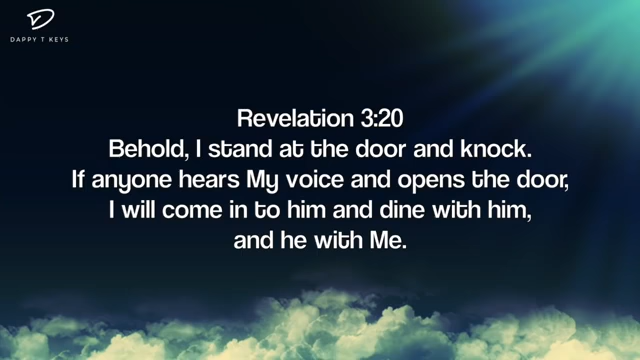 DAPPY T KEYS
Revelation 3:20
Behold, I stand at the door and knock.
If anyone hears My voice and opens the door,
I will come in to him and dine with him,
and he with Me.